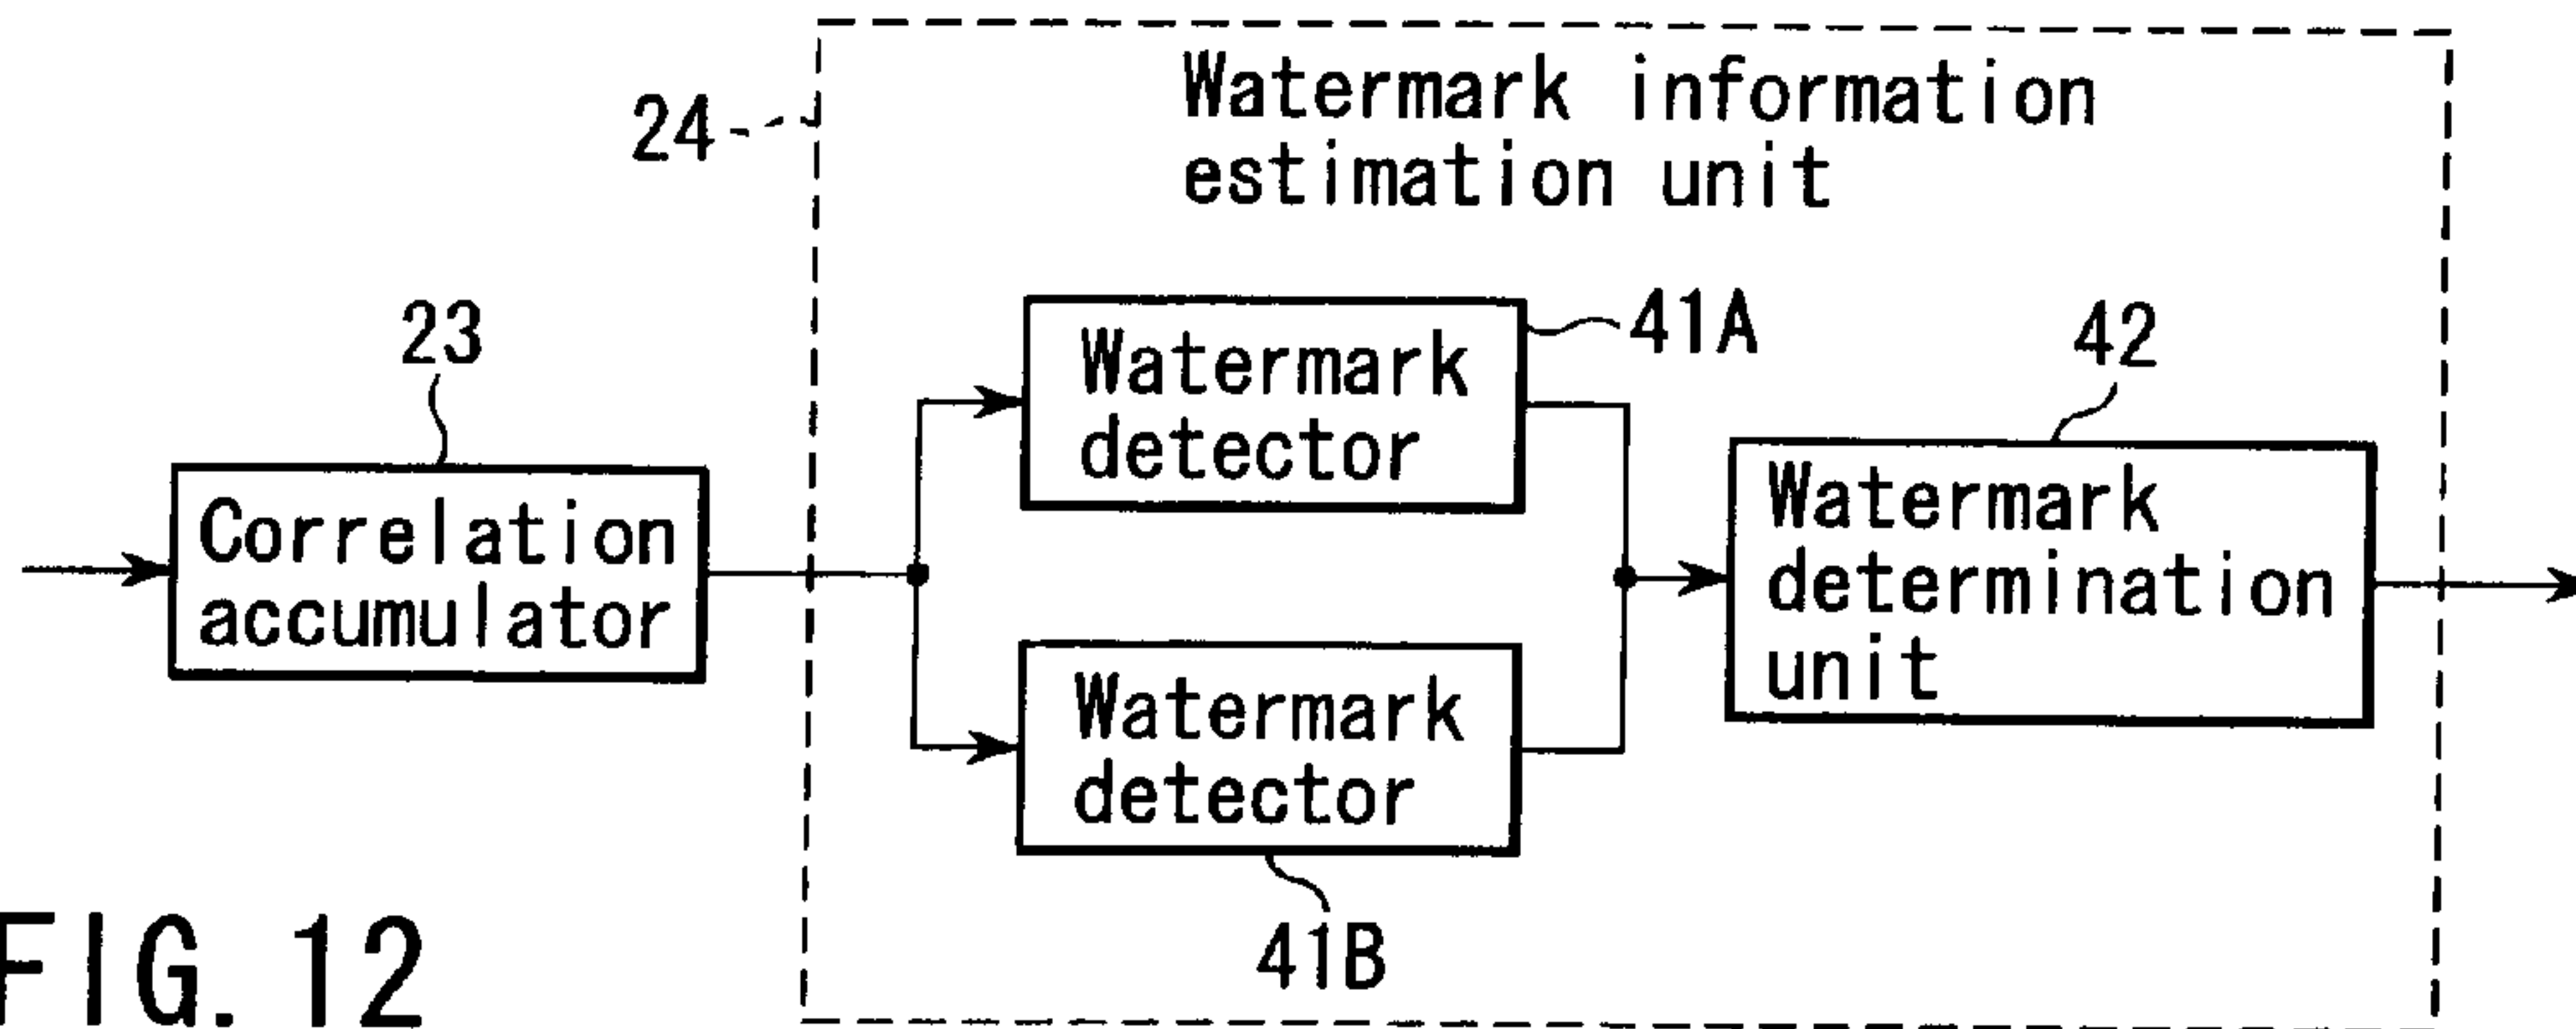 Watermark information
estimation unit
24
23
Correlation
accumulator
41A
Watermark
detector
Watermark
detector
41B
42
Watermark
determination
unit
FIG. 12